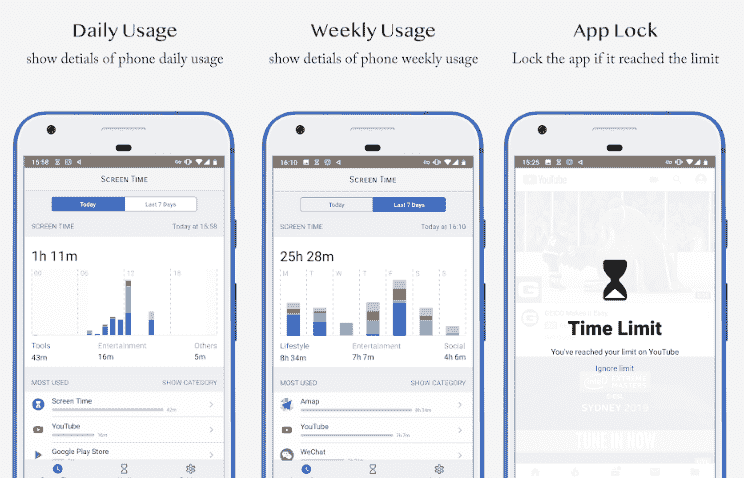 Daily Usage
show detials of phone daily usage
15:58
SCREEN TIME
Today
Last 7 Days
SCREEN TIME
Today at 15:58
1h 11m
00
06
12
18
Tools
Entertainment
Others
43m
16m
5m
MOST USED
SHOW CATEGORY
Screen Time
42m
YouTube
16m
Google Play Store
Weekly Usage
show detials of phone weekly usage
16:10
SCREEN TIME
Today
Last 7 Days
SCREEN TIME
Today at 16:10
25h 28m
M
T
W
T
F
S
S
Lifestyle
Entertainment
Social
8h 34m
7h 7m
4h 6m
MOST USED
SHOW CATEGORY
Amap
YouTube
7h 7m
WeChat
App Lock
Lock the app if it reached the limit
15:25
YouTube
Time Limit
You've reached your limit on YouTube
Ignore limit
SYDNEY 2019
TUNE IN NOW